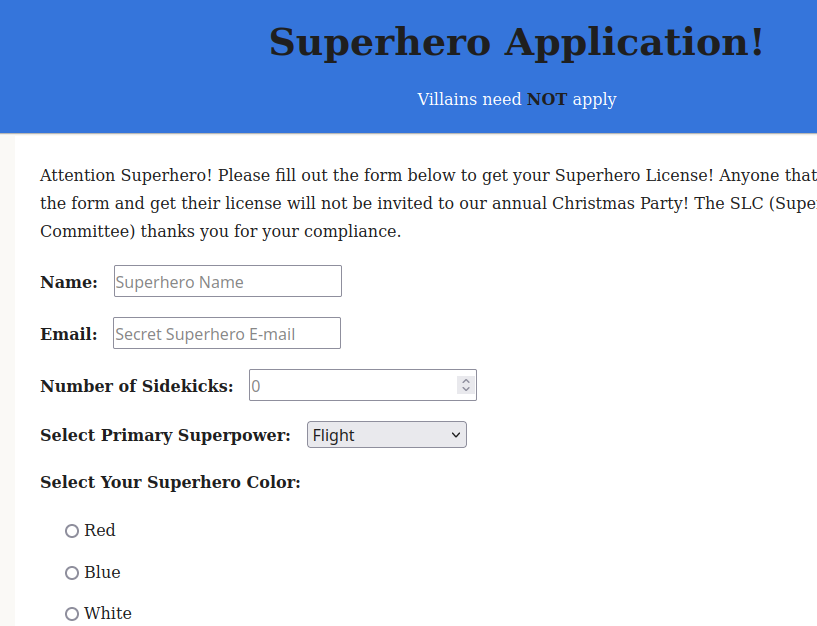 Superhero Application!
Villains need NOT apply
Attention Superhero! Please fill out the form below to get your Superhero License! Anyone that
the form and get their license will not be invited to our annual Christmas Party! The SLC
Committee) thanks you for your compliance.
Name: Superhero Name
Email: Secret Superhero E-mail
Number of Sidekicks: 0
Select Primary Superpower: Flight
Select Your Superhero Color:
Red
Blue
White